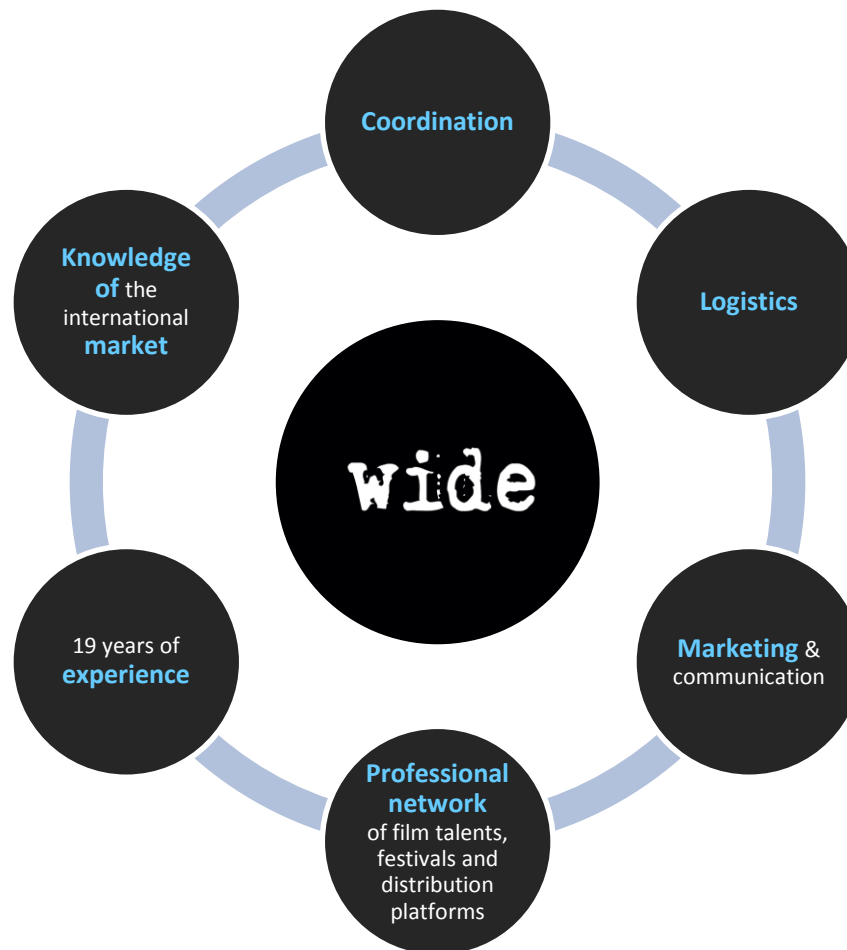 Coordination
Knowledge
of the
international
market
Logistics
wide
19 years of
experience
Marketing &
communication
Professional
network
of film talents,
festivals and
distribution
platforms